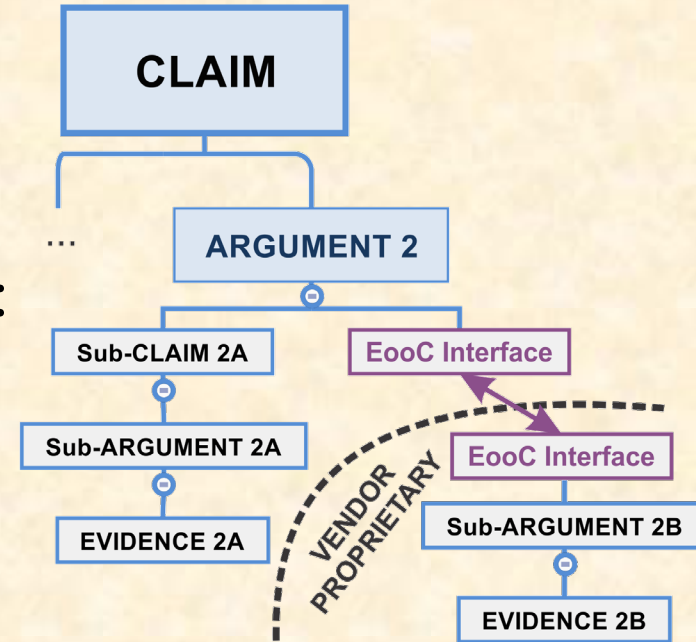 CLAIM
...
ARGUMENT 2
:
Sub-CLAIM 2A
EooC Interface
Sub-ARGUMENT 2A
EooC Interface
VENDOR
PROPRIETARY
EVIDENCE 2A
Sub-ARGUMENT 2B
EVIDENCE 2B